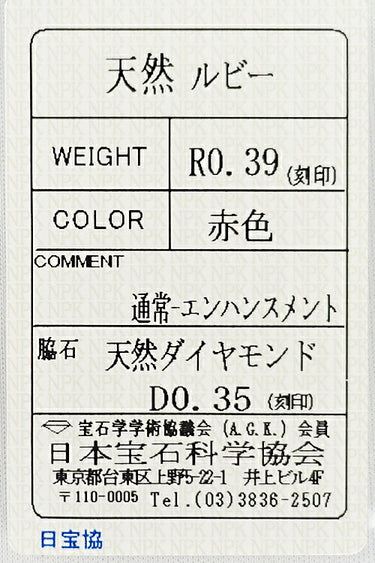 天然 ルビー
WEIGHT R0.39(刻印)
COLOR 赤色
COMMENT
通常-エンハンスメント
脇石 天然ダイヤモンド
D0.35 (刻印)
宝石学学術協議会 (A.G.K.) 会員
日本宝石科学協会
東京都台東区上野5-22-1 井上ビル4F
〒110-0005 Tel.(03)3836-2507
日宝協